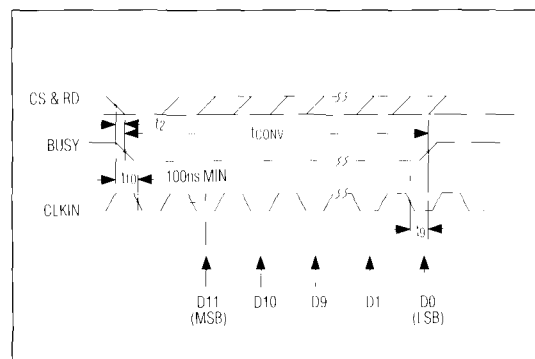 CS & RD
t2
tCONV
BUSY
t10
100ns MIN
CLKIN
t9
D11 D10 D9 D1 D0
(MSB) (LSB)